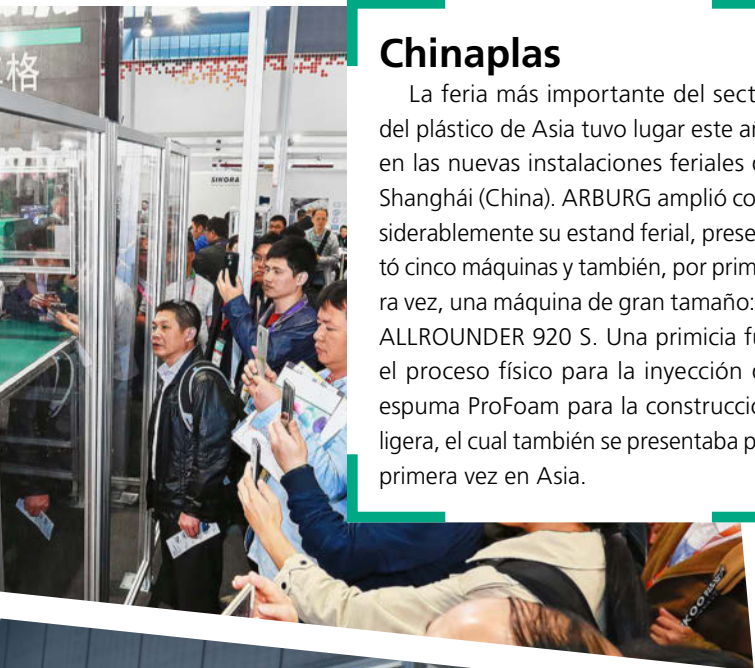 格
SIKORA
Chinaplas
La feria más importante del sect
del plástico de Asia tuvo lugar este a
en las nuevas instalaciones feriales
Shanghái (China). ARBURG amplió co
siderablemente su estand ferial, prese
tó cinco máquinas y también, por prim
ra vez, una máquina de gran tamaño:
ALLROUNDER 920 S. Una primicia f
el proceso físico para la inyección
espuma ProFoam para la construcci
ligera, el cual también se presentaba p
primera vez en Asia.